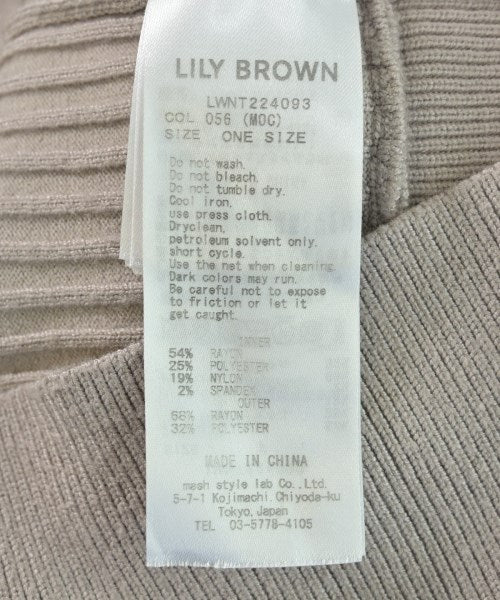 LILY BROWN
LWNT224093
COL 056 (MOC)
SIZE ONE SIZE
Do not wash.
Do not bleach.
Do not tumble dry.
Cool iron.
use press cloth.
Dryclean.
petroleum solvent only.
short cycle.
Use the net when cleaning.
Dark colors may run.
Be careful not to expose
to friction or let it
get caught.
INNER
54% RAYON
25% POLYESTER
19% NYLON
2% SPANDEX
OUTER
68% RAYON
32% POLYESTER
MADE IN CHINA
mash style lab Co.,Ltd.
5-7-1 Kojimachi,Chiyoda-ku
Tokyo,Japan
TEL 03-5778-4105